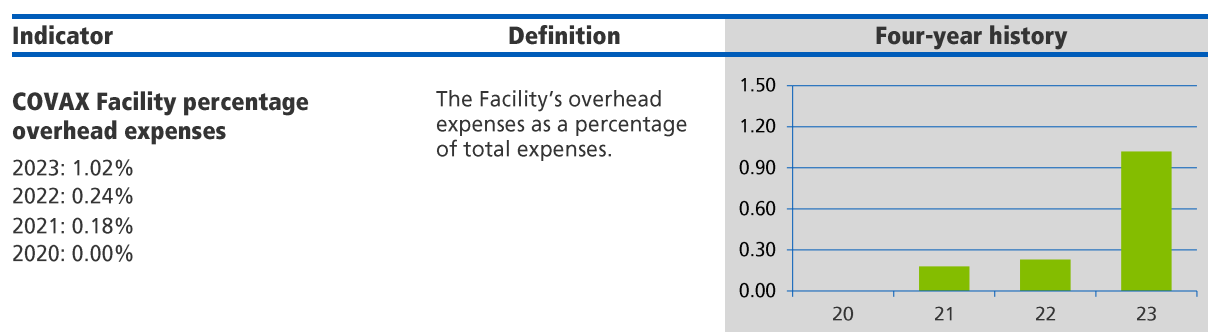 Indicator
Definition
Four-year history
COVAX Facility percentage
overhead expenses
2023: 1.02%
2022: 0.24%
2021: 0.18%
2020: 0.00%
The Facility’s overhead
expenses as a percentage
of total expenses.
1.50
1.20
0.90
0.60
0.30
0.00
20 21 22 23